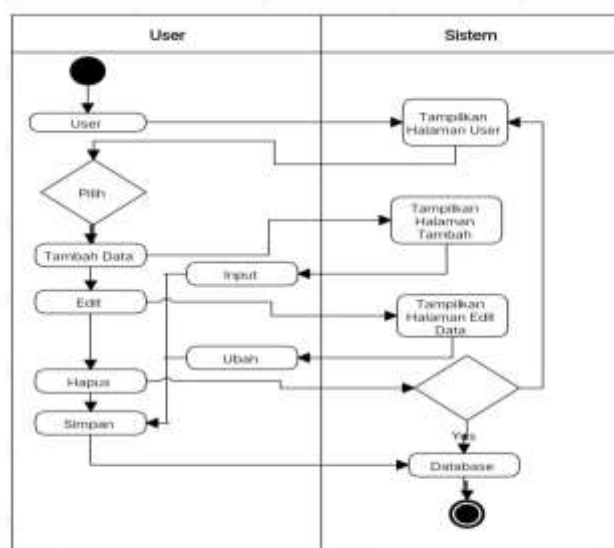 User
Sistem
User
Tampilkan
Halaman User
Pilih
Tampilkan
Halaman
Tambah
Tambah Data
Input
Edit
Tampilkan
Halaman Edit
Data
Ubah
Hapus
Simpan
Yes
Database